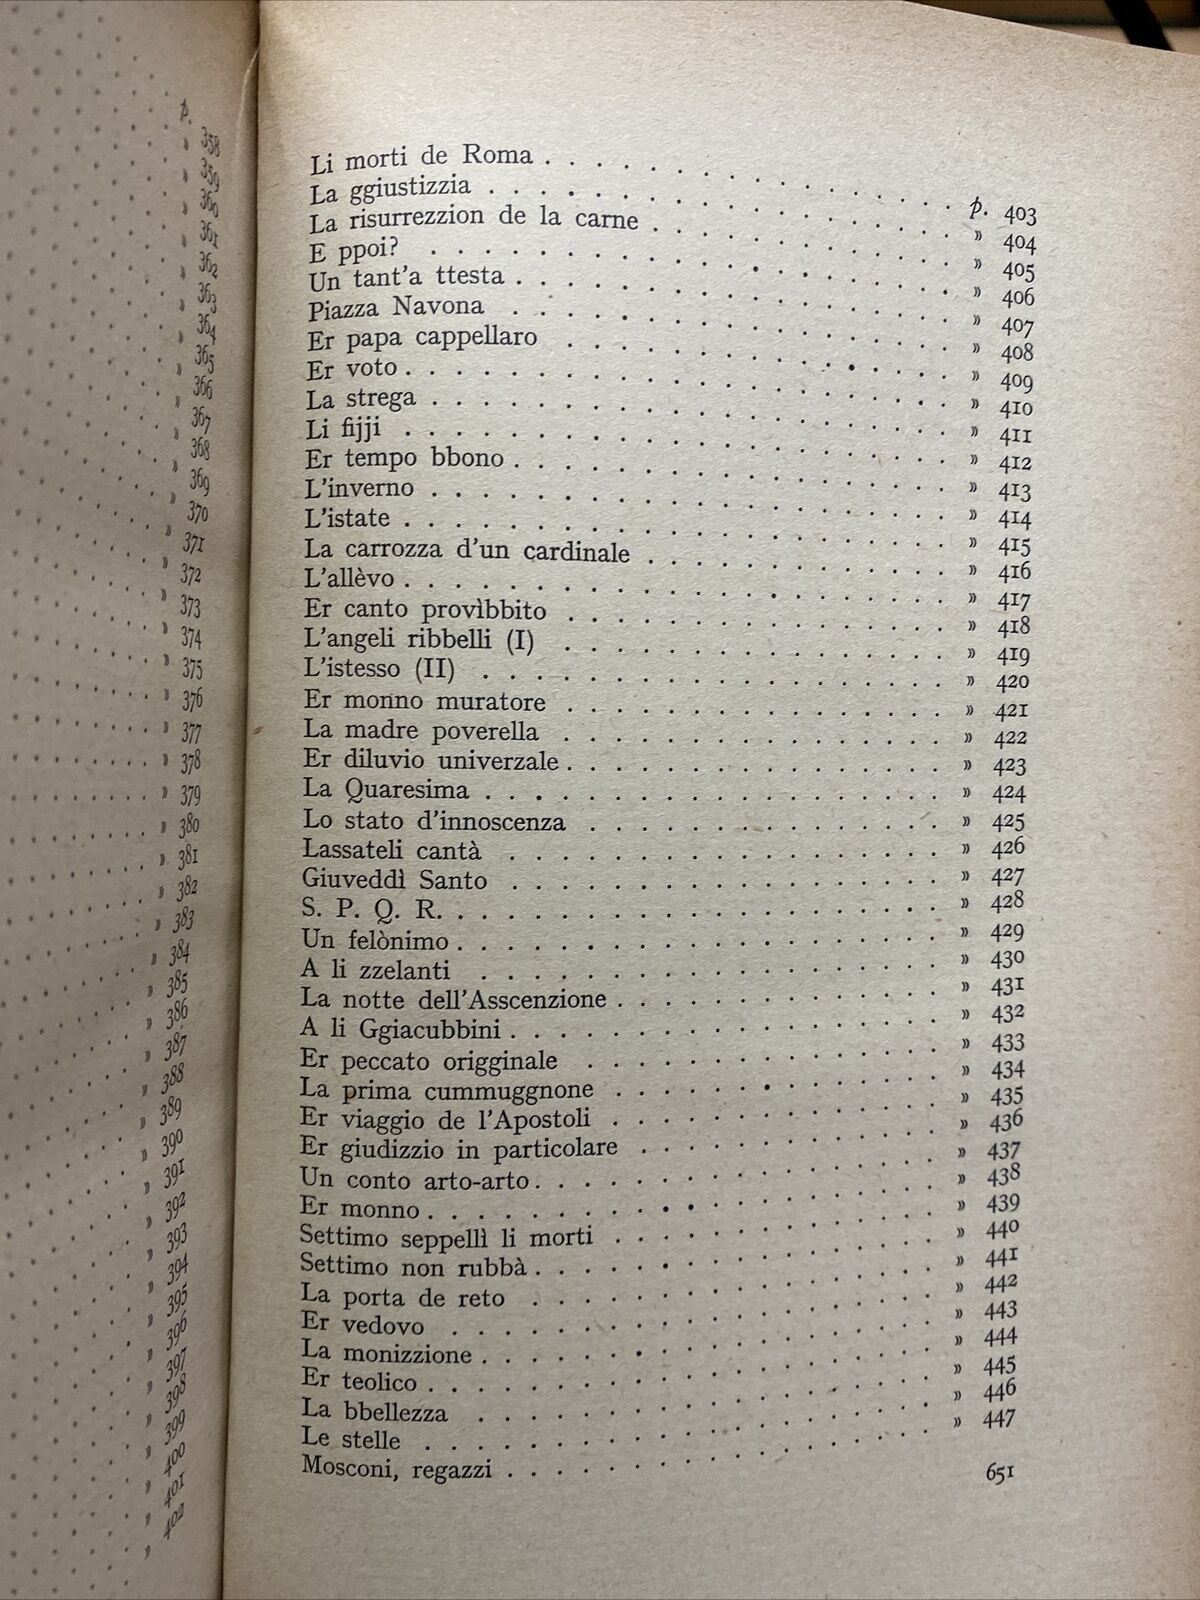 p. 358
» 359
» 360
» 361
» 362
» 363
» 364
» 365
» 366
» 367
» 368
» 369
» 370
» 371
» 372
» 373
» 374
» 375
» 376
» 377
» 378
» 379
» 380
» 381
» 382
» 383
» 384
» 385
» 386
» 387
» 388
» 389
» 390
» 391
» 392
» 393
» 394
» 395
» 396
» 397
» 398
» 399
» 400
» 401
» 402
Li morti de Roma . . . . . p. 403
La ggiustizzia . . . . . » 404
La risurrezzion de la carne . . . . . » 405
E ppoi? . . . . . » 406
Un tant'a ttesta . . . . . » 407
Piazza Navona . . . . . » 408
Er papa cappellaro . . . . . » 409
Er voto . . . . . » 410
La strega . . . . . » 411
Li fijji . . . . . » 412
Er tempo bbono . . . . . » 413
L'inverno . . . . . » 414
L'istate . . . . . » 415
La carrozza d'un cardinale . . . . . » 416
L'allèvo . . . . . » 417
Er canto provìbbito . . . . . » 418
L'angeli ribbelli (I) . . . . . » 419
L'istesso (II) . . . . . » 420
Er monno muratore . . . . . » 421
La madre poverella . . . . . » 422
Er diluvio univerzale . . . . . » 423
La Quaresima . . . . . » 424
Lo stato d'innoscenza . . . . . » 425
Lassateli cantà . . . . . » 426
Giuveddì Santo . . . . . » 427
S. P. Q. R. . . . . . » 428
Un felònimo . . . . . » 429
A li zzelanti . . . . . » 430
La notte dell'Asscenzione . . . . . » 431
A li Ggiacubbini . . . . . » 432
Er peccato origginale . . . . . » 433
La prima cummuggnone . . . . . » 434
Er viaggio de l'Apostoli . . . . . » 435
Er giudizzio in particolare . . . . . » 436
Un conto arto-arto . . . . . » 437
Er monno . . . . . » 438
Settimo seppellì li morti . . . . . » 439
Settimo non rubbà . . . . . » 440
La porta de reto . . . . . » 441
Er vedovo . . . . . » 442
La monizzione . . . . . » 443
Er teolico . . . . . » 444
La bbellezza . . . . . » 445
Le stelle . . . . . » 446
Mosconi, regazzi . . . . . » 447
651